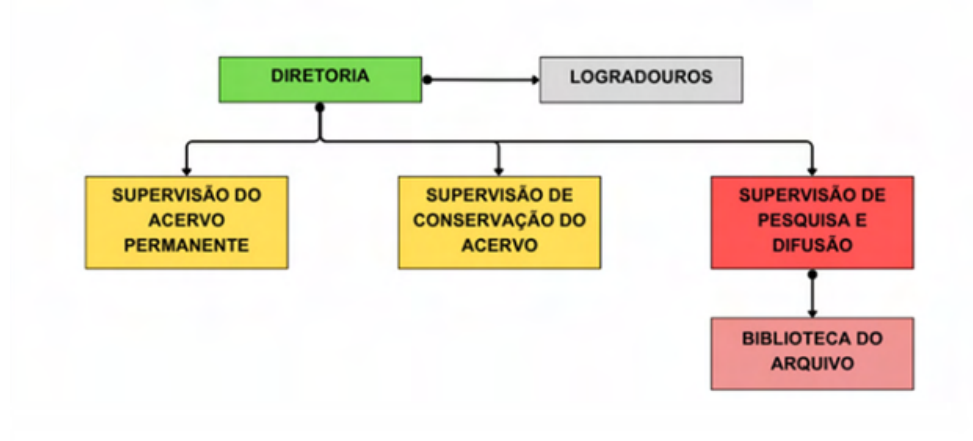 DIRETORIA
LOGRADOUROS
SUPERVISÃO DO
ACERVO
PERMANENTE
SUPERVISÃO DE
CONSERVAÇÃO DO
ACERVO
SUPERVISÃO DE
PESQUISA E
DIFUSÃO
BIBLIOTECA DO
ARQUIVO